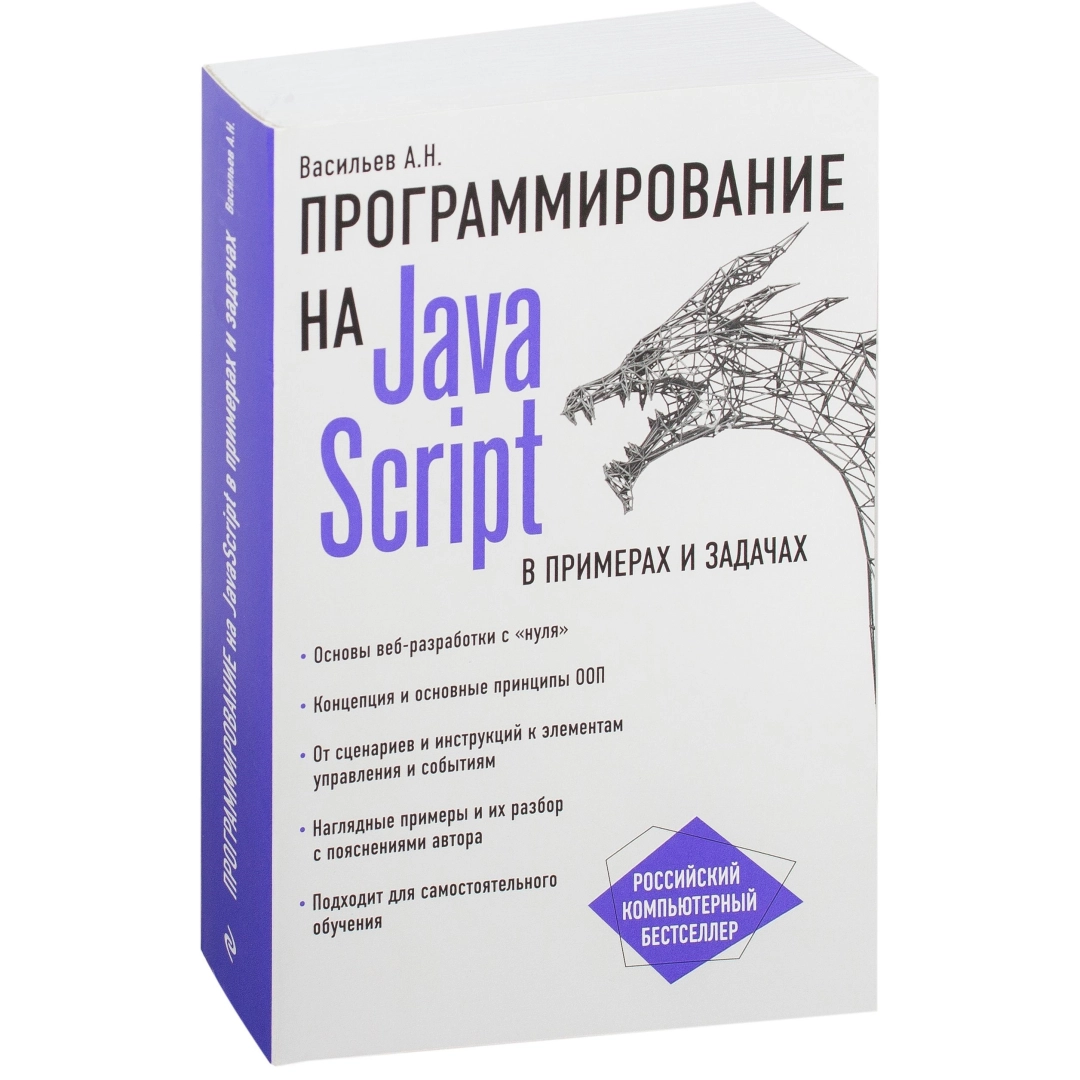 Васильев А.Н.
ПРОГРАММИРОВАНИЕ
НА Java
Script
В ПРИМЕРАХ И ЗАДАЧАХ
• Основы веб-разработки с «нуля»
• Концепция и основные принципы ООП
• От сценариев и инструкций к элементам
управления и событиям
• Наглядные примеры и их разбор
с пояснениями автора
• Подходит для самостоятельного
обучения
РОССИЙСКИЙ
КОМПЬЮТЕРНЫЙ
БЕСТСЕЛЛЕР
ПРОГРАММИРОВАНИЕ на JavaScript в примерах и задачах Васильев А.Н.